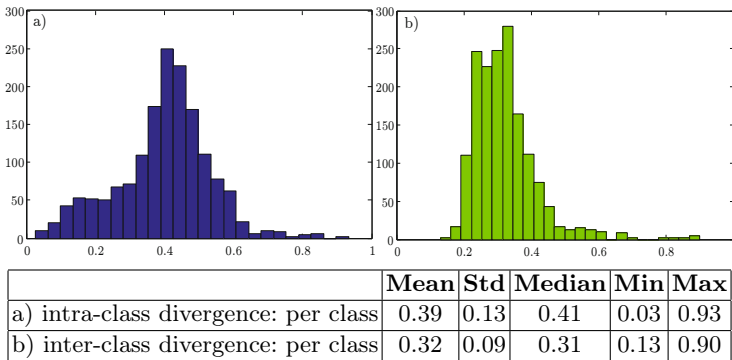 a)
300
250
200
150
100
50
0
0 0.2 0.4 0.6 0.8 1
b)
300
250
200
150
100
50
0
0 0.2 0.4 0.6 0.8
Mean Std Median Min Max
a) intra-class divergence: per class 0.39 0.13 0.41 0.03 0.93
b) inter-class divergence: per class 0.32 0.09 0.31 0.13 0.90